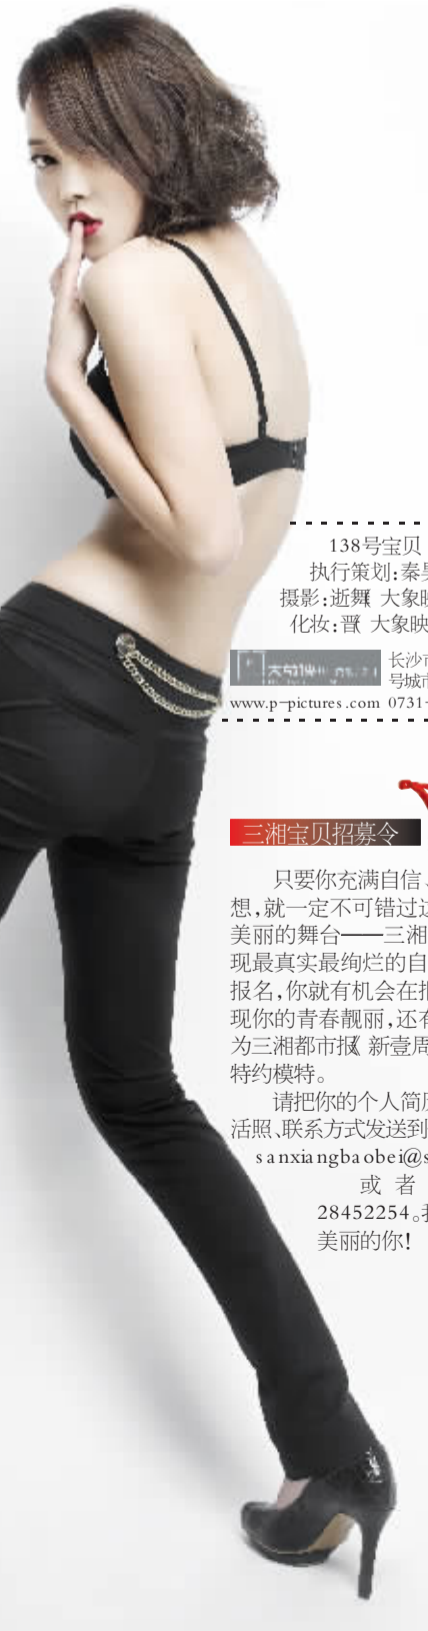 138号宝贝
执行策划:秦
摄影:逝舞 大象
化妆:晋 大象映
长沙市
号城市
www.p-pictures.com 0731-
三湘宝贝招募令
只要你充满自信、
想,就一定不可错过这
美丽的舞台——三湘
现最真实最绚烂的自
报名,你就有机会在报
现你的青春靓丽,还有
为三湘都市报《新壹周
特约模特。
请把你的个人简历
活照、联系方式发送到
sanxiangbaobei@s
或 者
28452254。我
美丽的你!